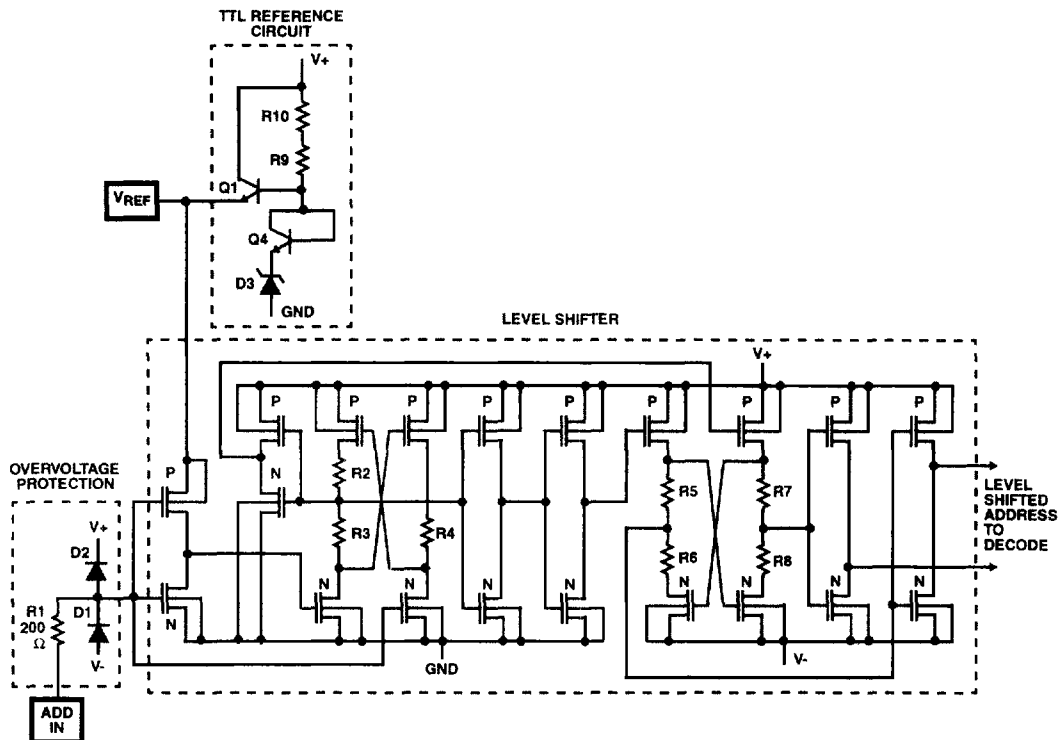 TTL REFERENCE
CIRCUIT
V+
R10
R9
Q1
VREF
Q4
D3
GND
LEVEL SHIFTER
V+
P
P
P
P
P
P
P
P
P
OVERVOLTAGE
PROTECTION
P
N
R2
R5
R7
LEVEL
SHIFTED
ADDRESS
TO
DECODE
V+
D2
R3
R4
R6
R8
R1
200
Ω
D1
N
N
N
N
N
N
N
N
N
V-
GND
V-
ADD
IN